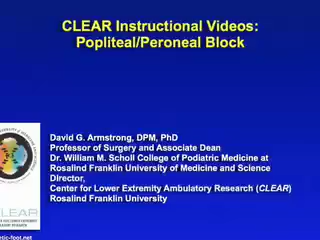 CLEAR Instructional Videos:
Popliteal/Peroneal Block
David G. Armstrong, DPM, PhD
Professor of Surgery and Associate Dean
Dr. William M. Scholl College of Podiatric Medicine at
Rosalind Franklin University of Medicine and Science
Director,
Center for Lower Extremity Ambulatory Research (CLEAR)
Rosalind Franklin University
CLEAR
etic-foot.net